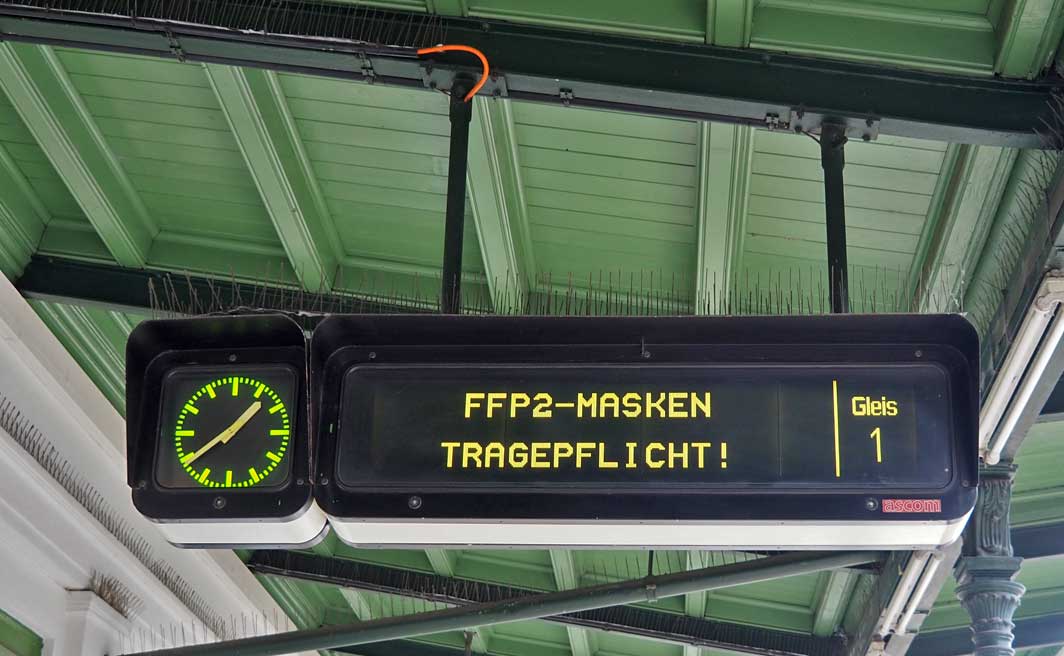 FFP2-MASKEN
TRAGEPFLICHT!
Gleis
1
ascom